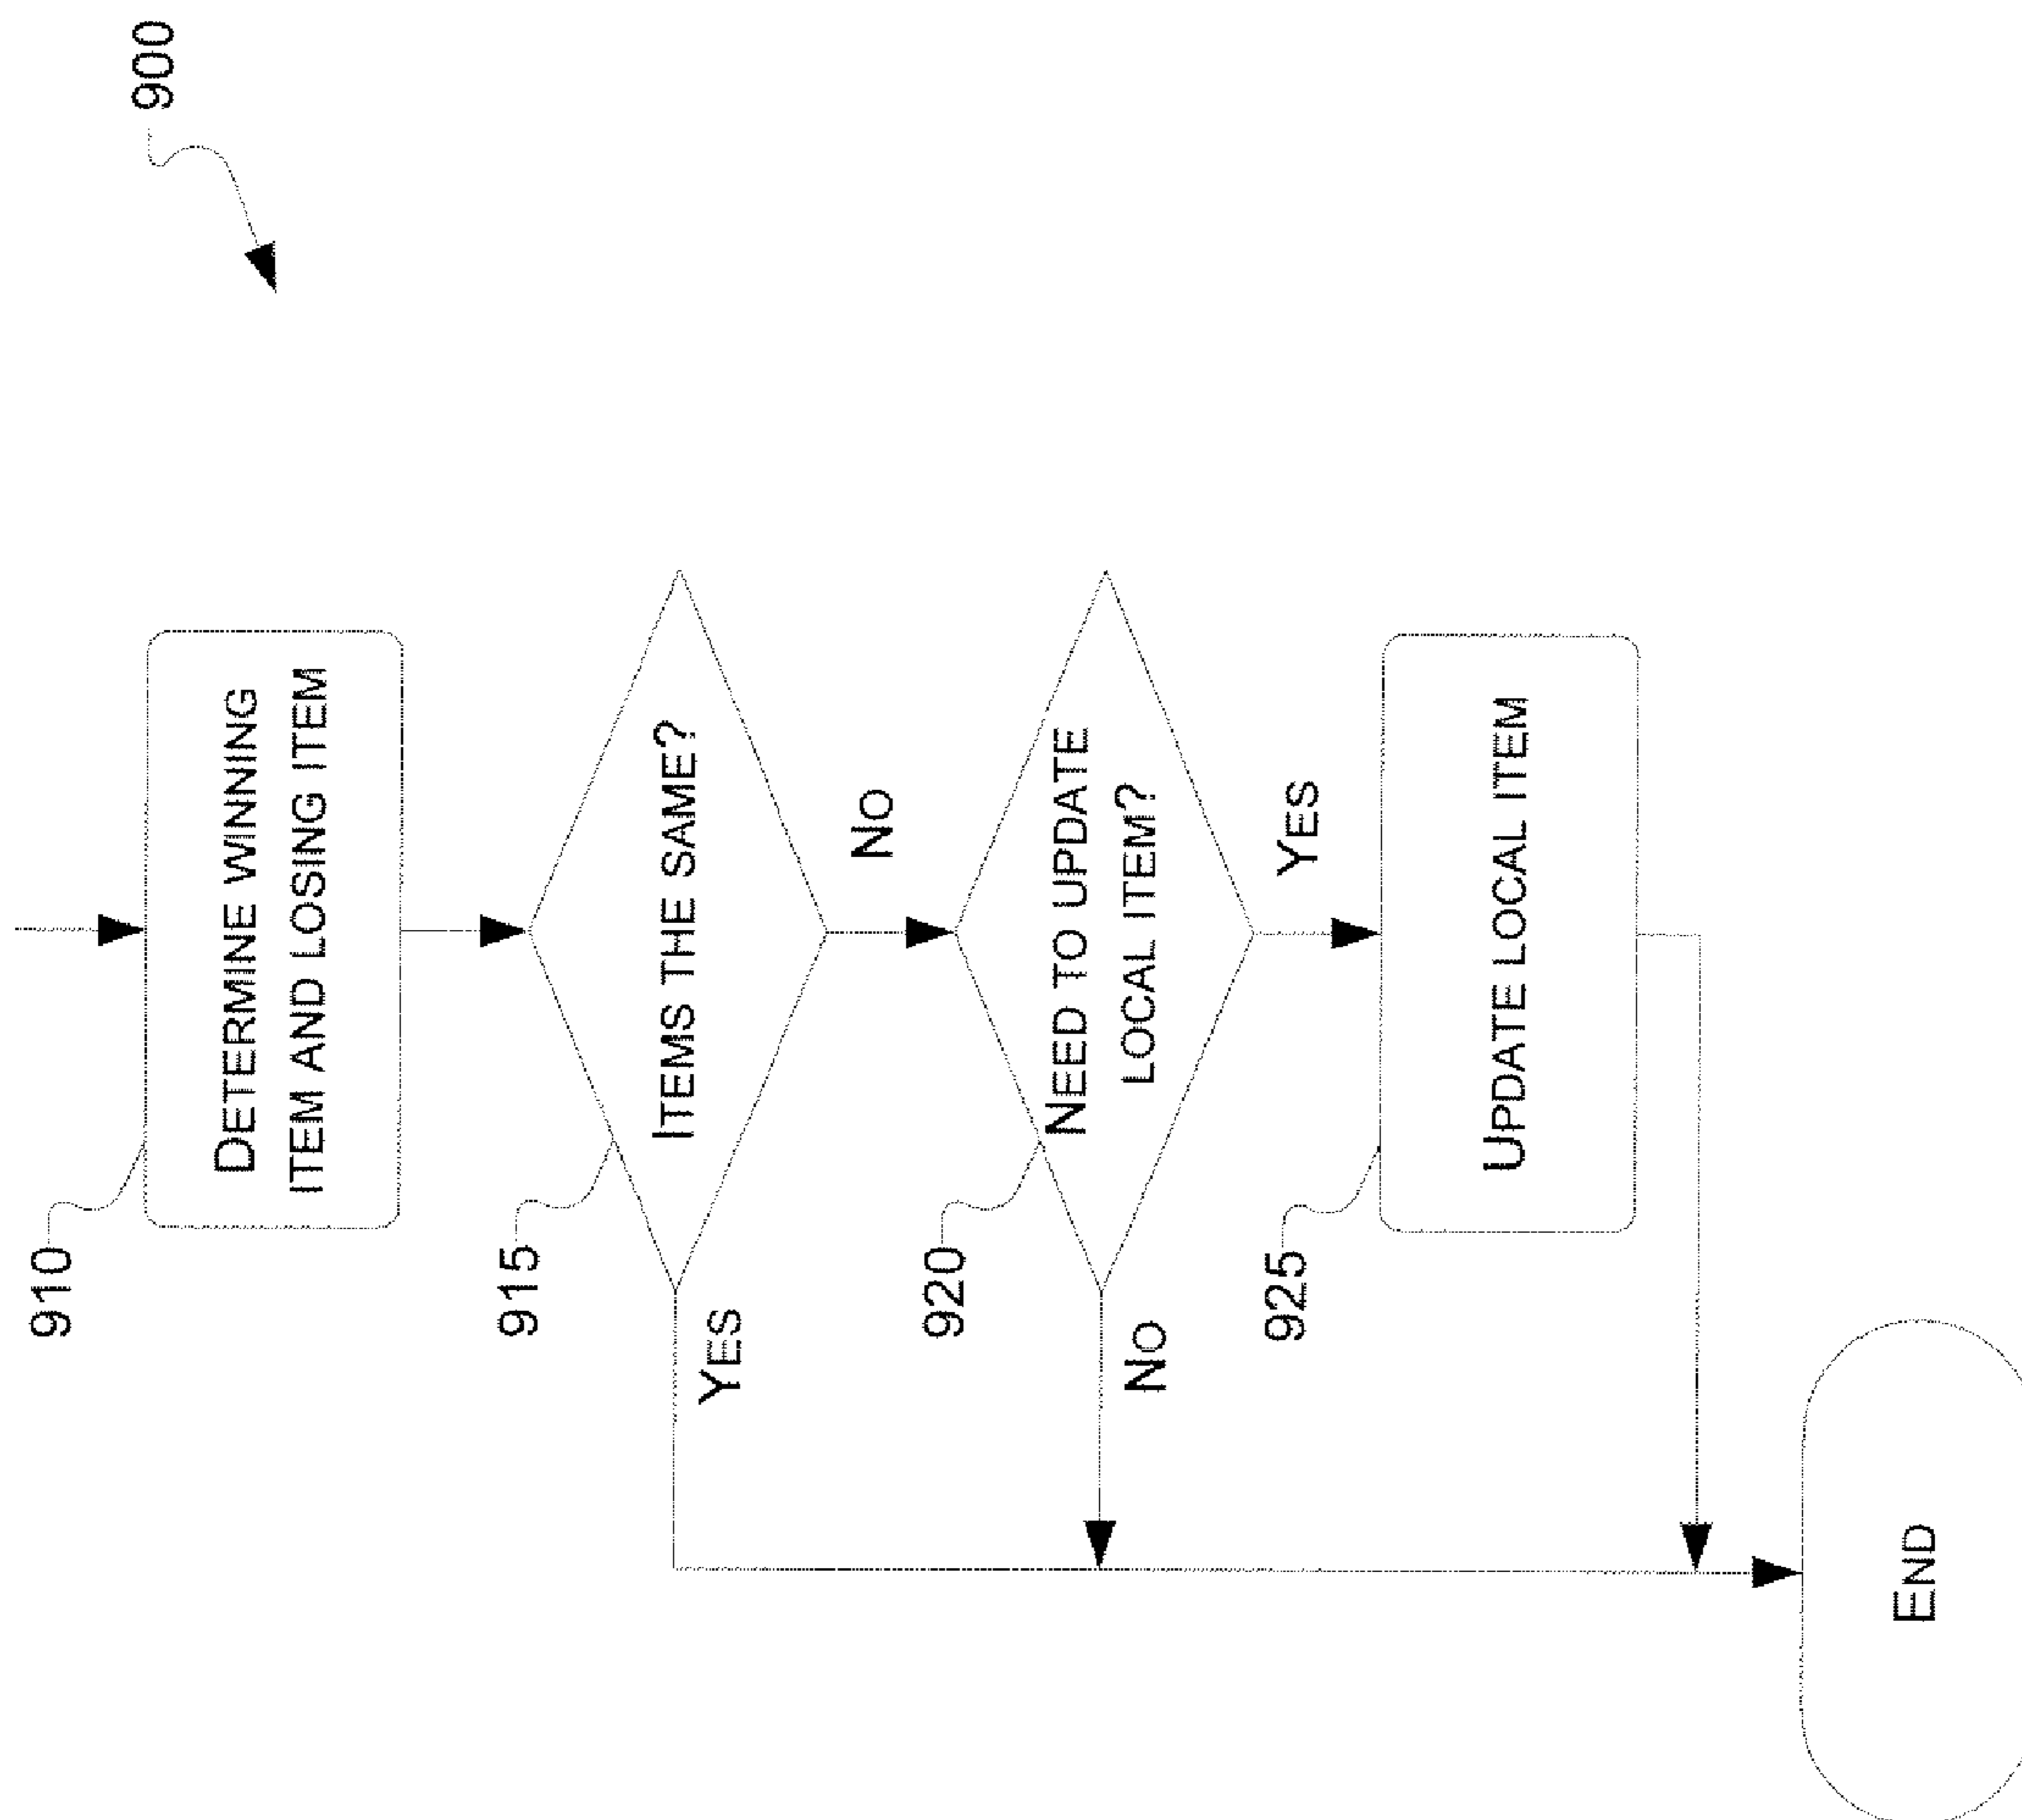 900
910
DETERMINE WINNING
ITEM AND LOSING ITEM
915
ITEMS THE SAME?
YES
NO
920
NEED TO UPDATE
LOCAL ITEM?
NO
YES
925
UPDATE LOCAL ITEM
END